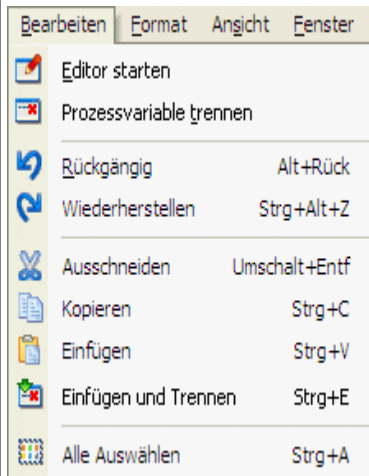 Bearbeiten Format Ansicht Fenster
Editor starten
Prozessvariable trennen
Rückgängig Alt+Rück
Wiederherstellen Strg+Alt+Z
Ausschneiden Umschalt+Entf
Kopieren Strg+C
Einfügen Strg+V
Einfügen und Trennen Strg+E
Alle Auswählen Strg+A